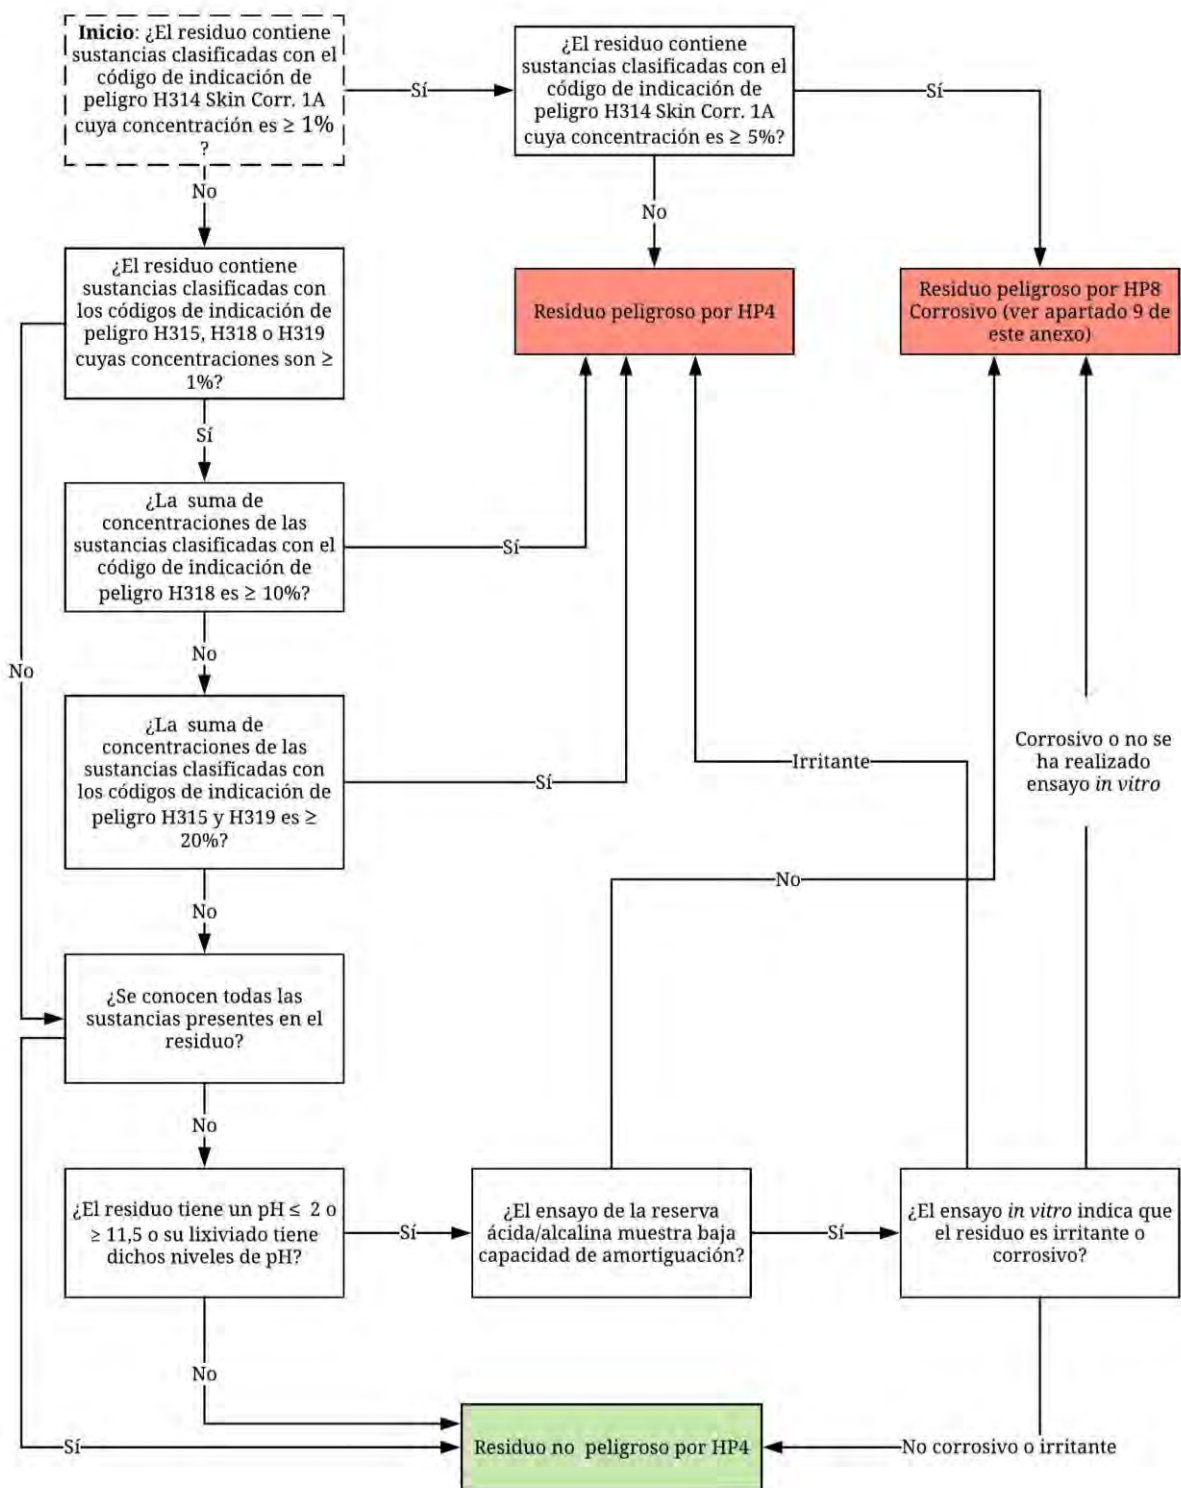 Inicio: ¿El residuo contiene
sustancias clasificadas con el
código de indicación de
peligro H314 Skin Corr. 1A
cuya concentración es ≥ 1%
?
Sí
¿El residuo contiene
sustancias clasificadas con el
código de indicación de
peligro H314 Skin Corr. 1A
cuya concentración es ≥ 5%?
Sí
No
No
¿El residuo contiene
sustancias clasificadas con
los códigos de indicación de
peligro H315, H318 o H319
cuyas concentraciones son ≥
1%?
Residuo peligroso por HP4
Residuo peligroso por HP8
Corrosivo (ver apartado 9 de
este anexo)
Sí
¿La suma de
concentraciones de las
sustancias clasificadas con el
código de indicación de
peligro H318 es ≥ 10%?
Sí
No
No
¿La suma de
concentraciones de las
sustancias clasificadas con
los códigos de indicación de
peligro H315 y H319 es ≥
20%?
Sí
Irritante
Corrosivo o no se
ha realizado
ensayo in vitro
No
No
¿Se conocen todas las
sustancias presentes en el
residuo?
No
¿El residuo tiene un pH ≤ 2 o
≥ 11,5 o su lixiviado tiene
dichos niveles de pH?
Sí
¿El ensayo de la reserva
ácida/alcalina muestra baja
capacidad de amortiguación?
Sí
¿El ensayo in vitro indica que
el residuo es irritante o
corrosivo?
No
Sí
Residuo no peligroso por HP4
No corrosivo o irritante